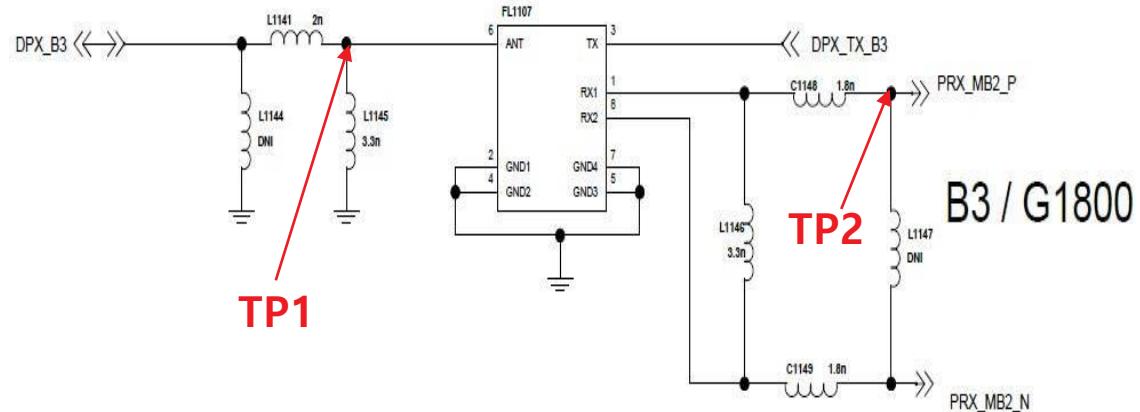 L1141 2n
FL1107
DPX_B3
6
ANT
TX
3
DPX_TX_B3
L1144
DNI
L1145
3.3n
RX1
1
RX2
8
C1148 1.8n
PRX_MB2_P
2
GND1
4
GND2
GND4
7
GND3
5
B3 / G1800
TP1
TP2
L1146
3.3n
L1147
DNI
C1149 1.8n
PRX_MB2_N